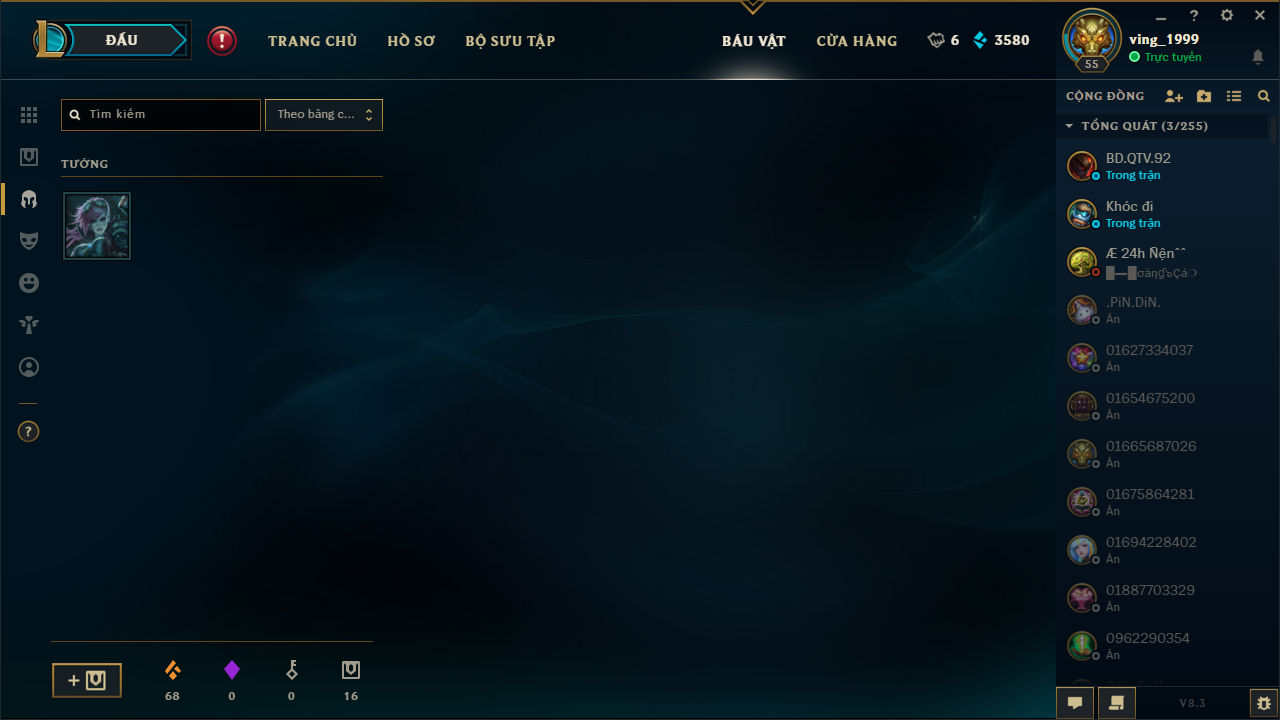 ĐẤU
!
TRANG CHỦ
HỒ SƠ
BỘ SƯU TẬP
BÁU VẬT
CỬA HÀNG
6
3580
55
ving_1999
Trực tuyến
?
Tìm kiếm
Theo bảng c...
TƯỚNG
?
+
68
0
0
16
CỘNG ĐỒNG
TỔNG QUÁT (3/255)
BD.QTV.92
Trong trận
Khóc đi
Trong trận
Æ 24h Ñện^^
.PiN.DiN.
Ẩn
01627334037
Ẩn
01654675200
Ẩn
01665687026
Ẩn
01675864281
Ẩn
01694228402
Ẩn
01887703329
Ẩn
0962290354
Ẩn
V8.3